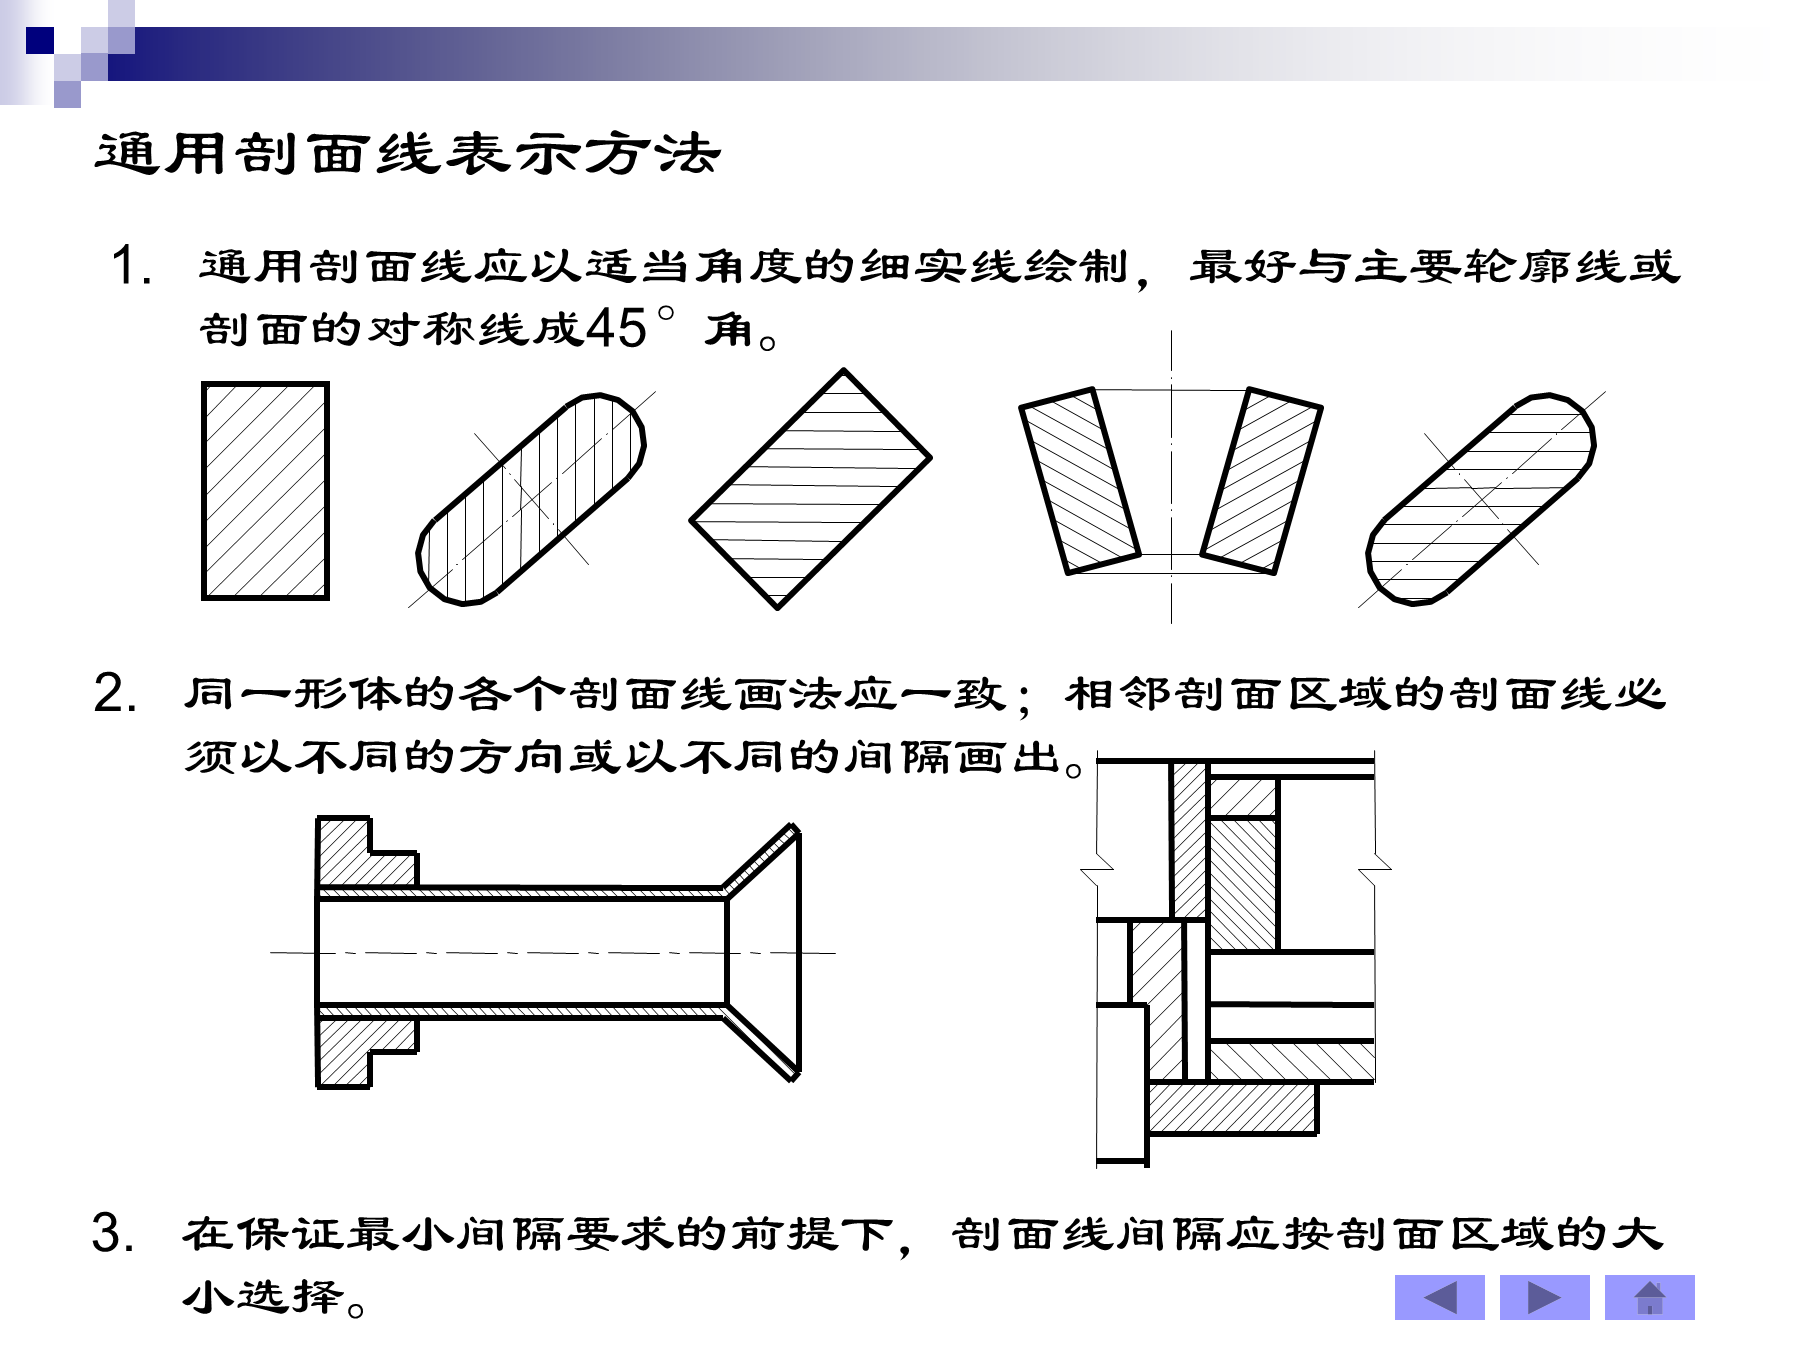 通用剖面线表示方法
1. 通用剖面线应以适当角度的细实线绘制，最好与主要轮廓线或
剖面的对称线成45°角。
2. 同一形体的各个剖面线画法应一致；相邻剖面区域的剖面线必
须以不同的方向或以不同的间隔画出。
3. 在保证最小间隔要求的前提下，剖面线间隔应按剖面区域的大
小选择。